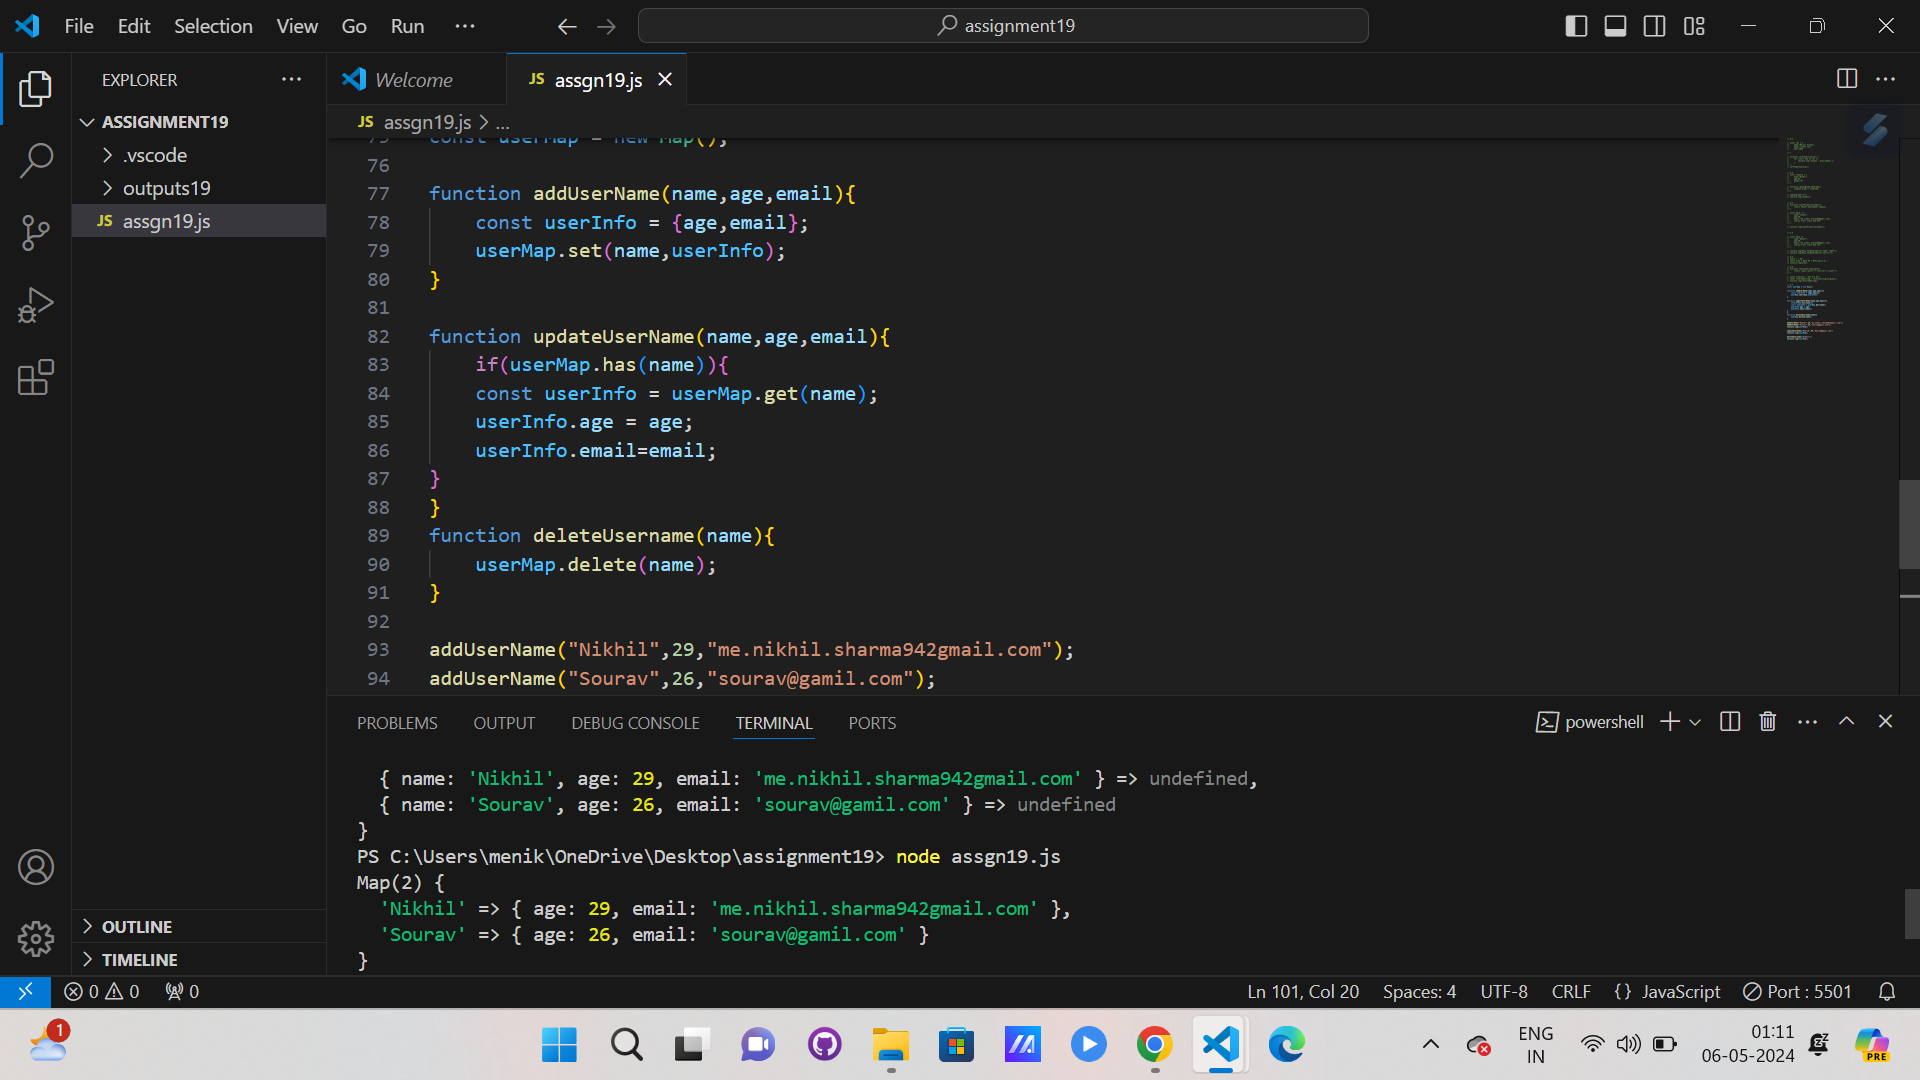 File Edit Selection View Go Run ...
assignment19
EXPLORER
ASSIGNMENT19
.vscode
outputs19
JS assgn19.js
OUTLINE
TIMELINE
Welcome
JS assgn19.js
JS assgn19.js > ...
75 const userMap = new Map();
76
77 function addUserName(name,age,email){
78 const userInfo = {age,email};
79 userMap.set(name,userInfo);
80 }
81
82 function updateUserName(name,age,email){
83 if(userMap.has(name)){
84 const userInfo = userMap.get(name);
85 userInfo.age = age;
86 userInfo.email=email;
87 }
88 }
89 function deleteUsername(name){
90 userMap.delete(name);
91 }
92
93 addUserName("Nikhil",29,"me.nikhil.sharma942gmail.com");
94 addUserName("Sourav",26,"sourav@gamil.com");
PROBLEMS OUTPUT DEBUG CONSOLE TERMINAL PORTS
powershell
{ name: 'Nikhil', age: 29, email: 'me.nikhil.sharma942gmail.com' } => undefined,
{ name: 'Sourav', age: 26, email: 'sourav@gamil.com' } => undefined
}
PS C:\Users\menik\OneDrive\Desktop\assignment19> node assgn19.js
Map(2) {
'Nikhil' => { age: 29, email: 'me.nikhil.sharma942gmail.com' },
'Sourav' => { age: 26, email: 'sourav@gamil.com' }
}
0 0 0
Ln 101, Col 20 Spaces: 4 UTF-8 CRLF {} JavaScript Port : 5501
1
ENG
IN
01:11
06-05-2024
PRE